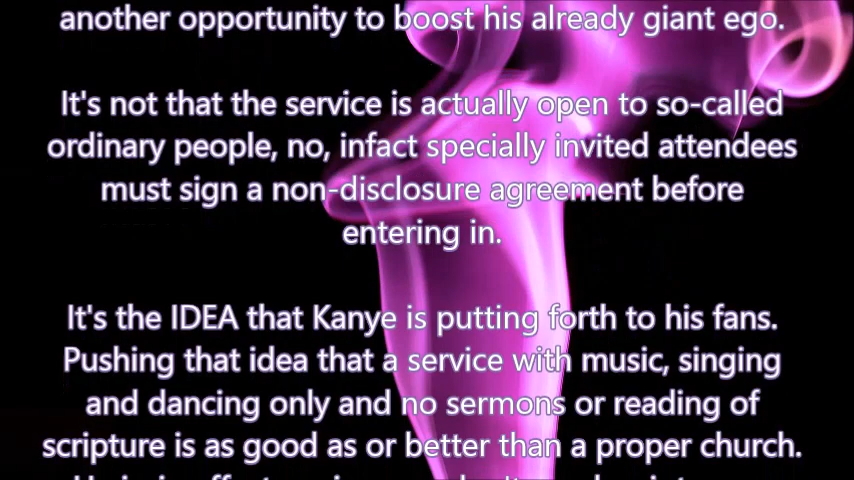 another opportunity to boost his already giant ego.
It's not that the service is actually open to so-called
ordinary people, no, infact specially invited attendees
must sign a non-disclosure agreement before
entering in.
It's the IDEA that Kanye is putting forth to his fans.
Pushing that idea that a service with music, singing
and dancing only and no sermons or reading of
scripture is as good as or better than a proper church.